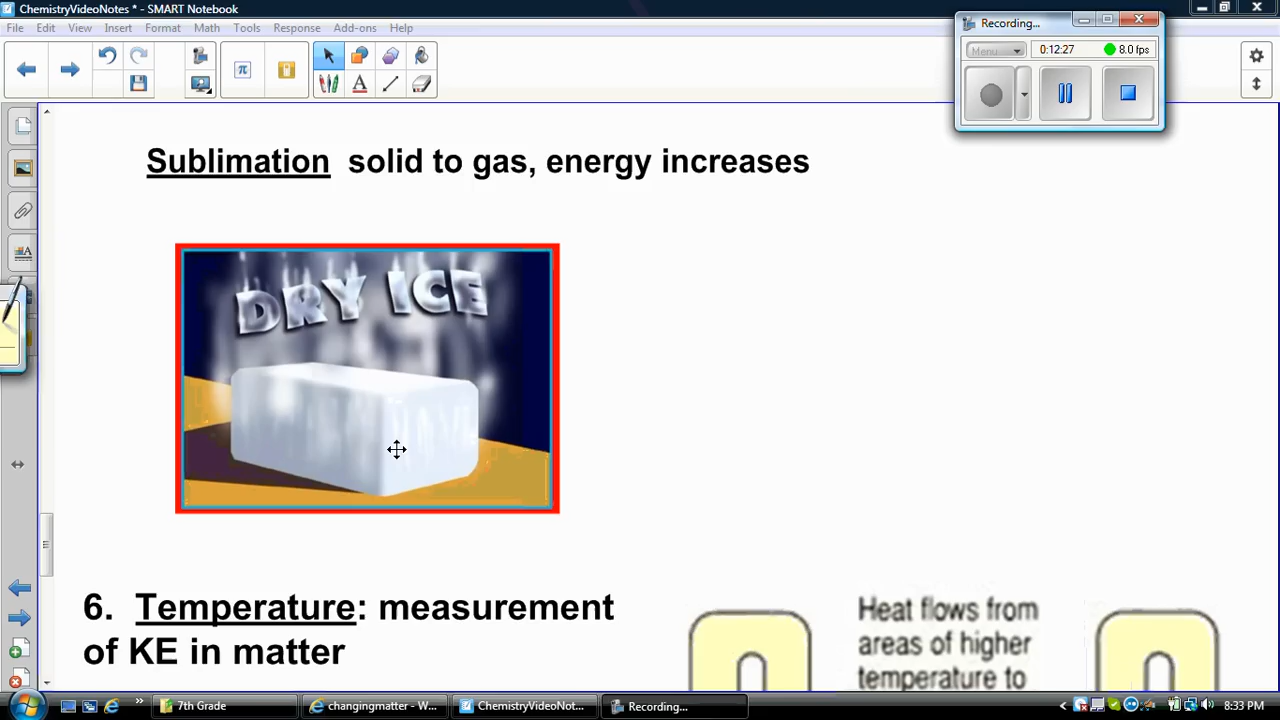 ChemistryVideoNotes * - SMART Notebook
File Edit View Insert Format Math Tools Response Add-ons Help
Recording...
Menu 0:12:27 8.0 fps
π
A
Sublimation solid to gas, energy increases
DRY ICE
6. Temperature: measurement
of KE in matter
Heat flows from
areas of higher
temperature to
» 7th Grade changingmatter - W... ChemistryVideoNot... Recording... 8:33 PM